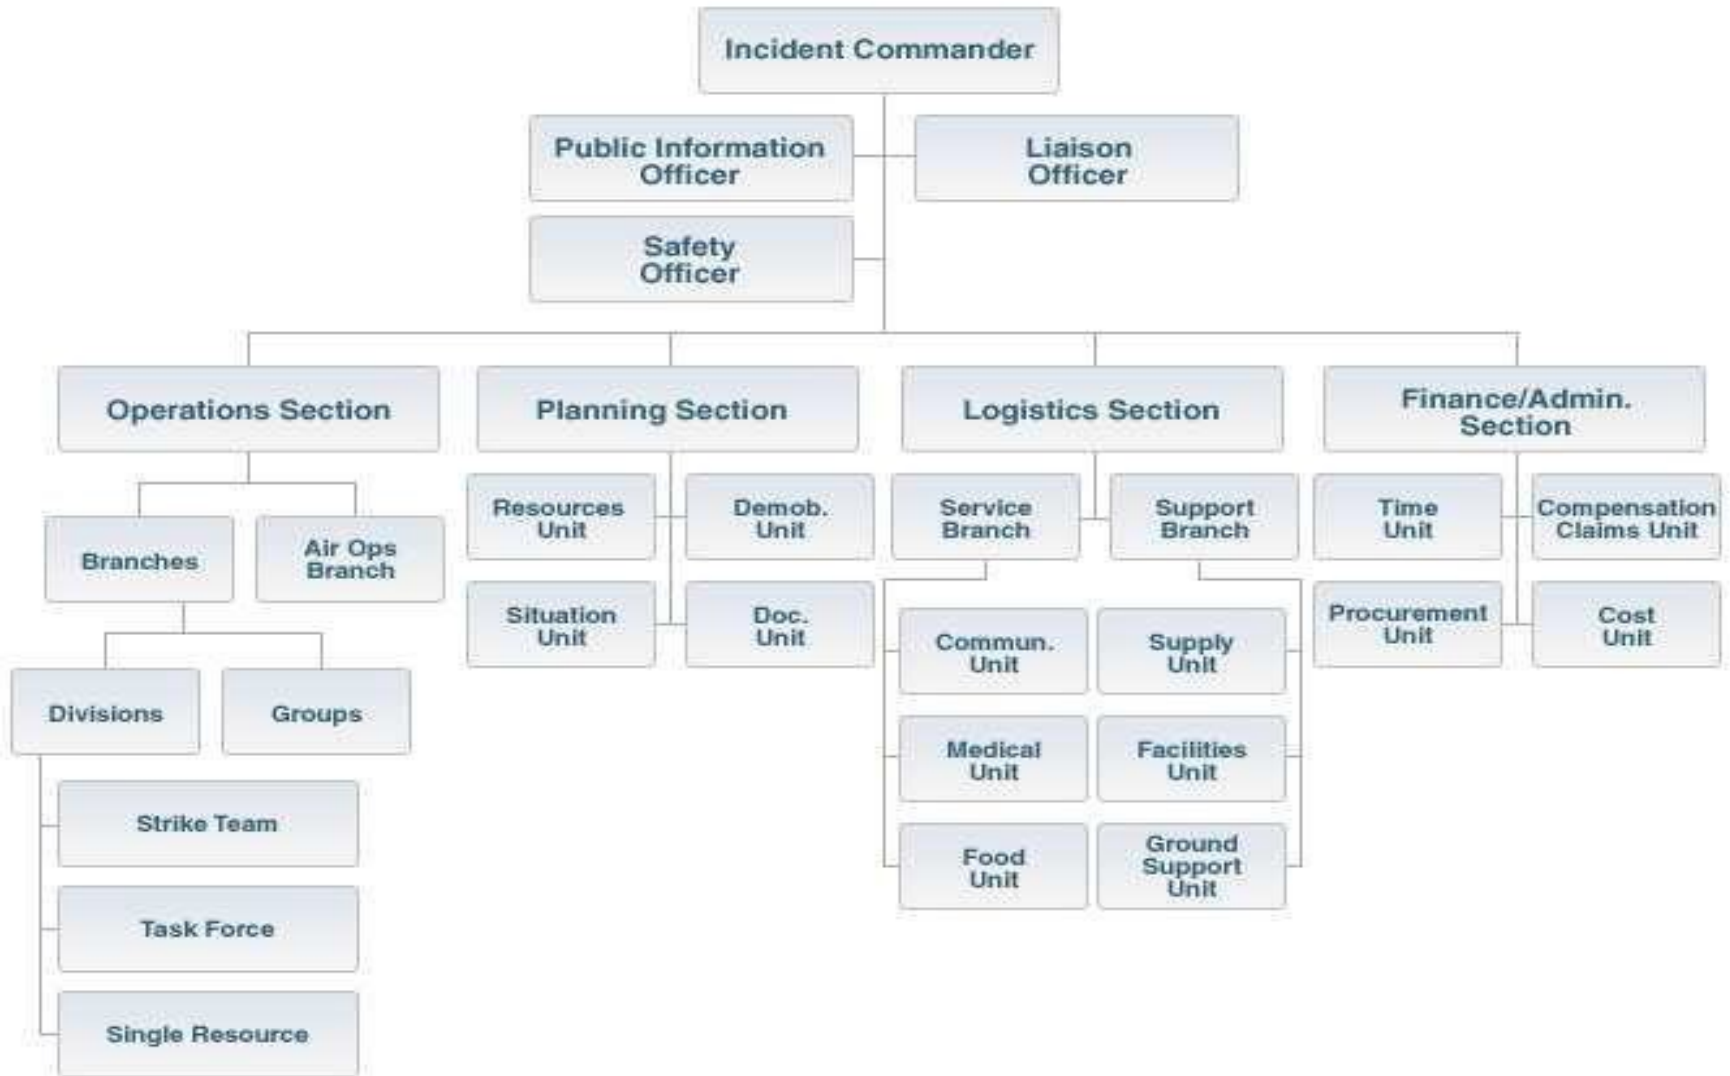 Incident Commander
Public Information
Officer
Liaison
Officer
Safety
Officer
Operations Section
Planning Section
Logistics Section
Finance/Admin.
Section
Resources
Unit
Demob.
Unit
Service
Branch
Support
Branch
Time
Unit
Compensation
Claims Unit
Branches
Air Ops
Branch
Situation
Unit
Doc.
Unit
Procurement
Unit
Cost
Unit
Commun.
Unit
Supply
Unit
Divisions
Groups
Medical
Unit
Facilities
Unit
Strike Team
Food
Unit
Ground
Support
Unit
Task Force
Single Resource